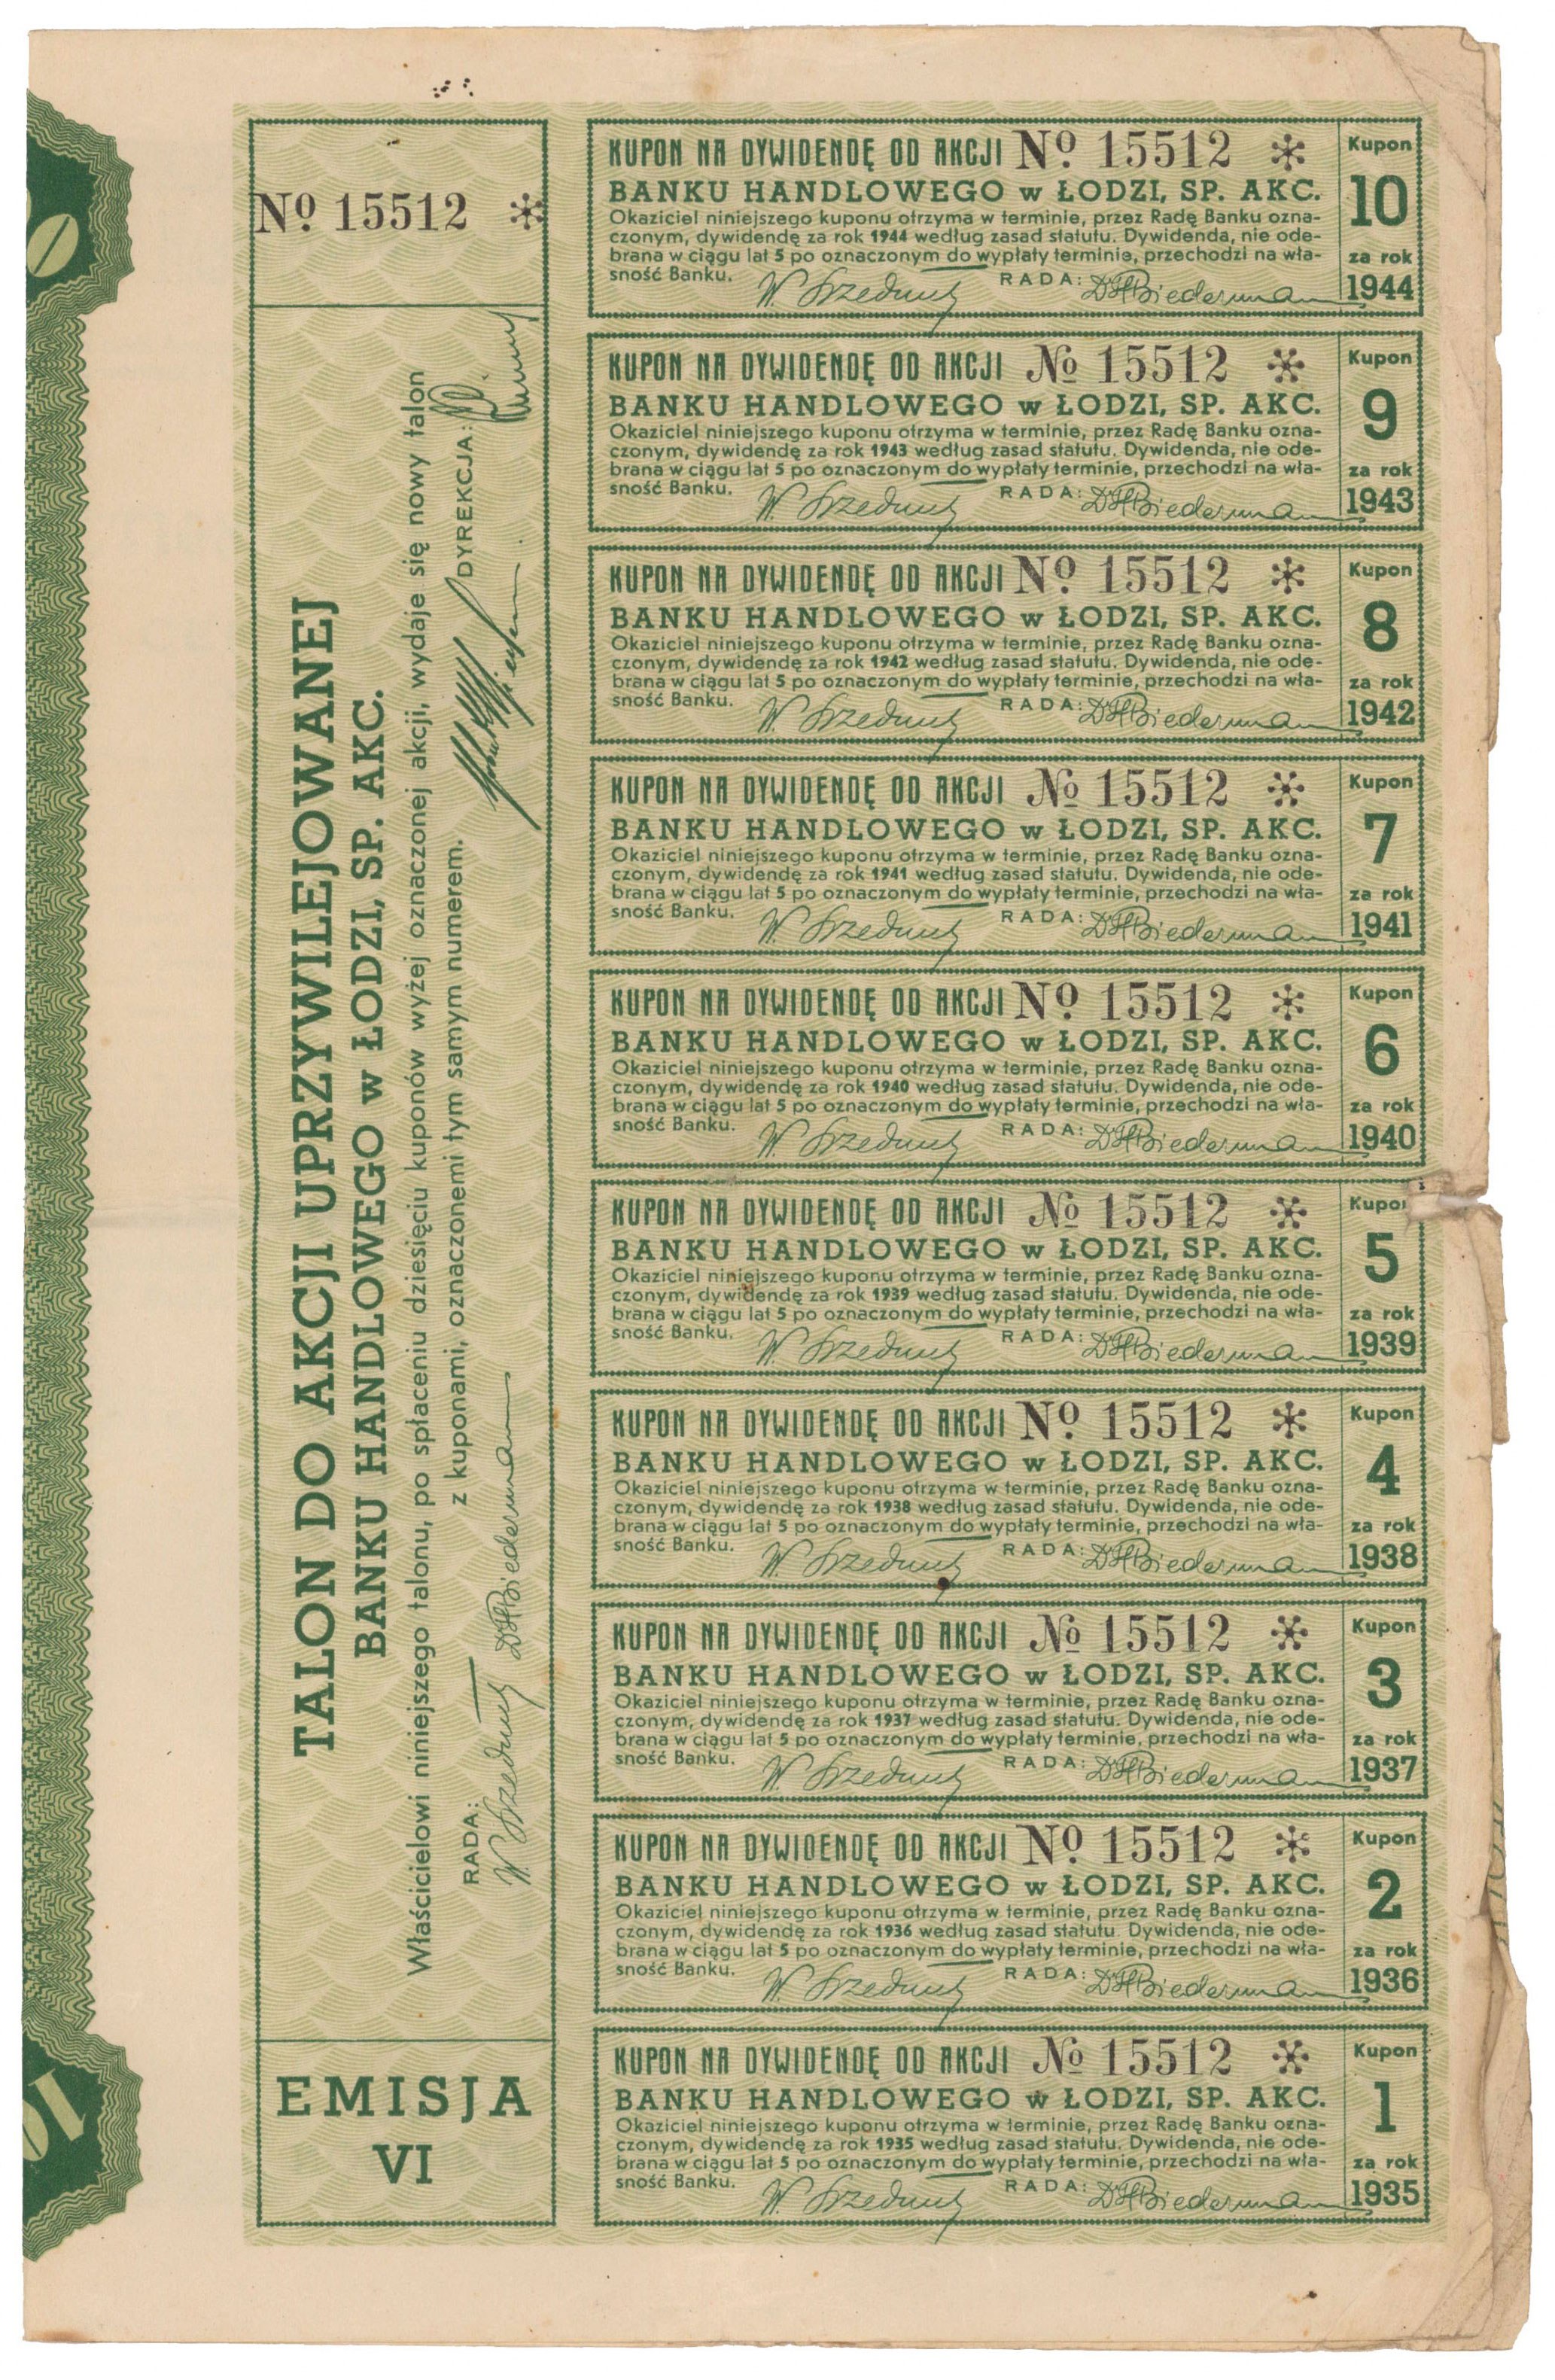 № 15512 *
TALON DO AKCJI UPRZYWILEJOWANEJ
BANKU HANDLOWEGO w ŁODZI, SP. AKC.
Właścicielowi niniejszego talonu, po spłaceniu dziesięciu kuponów wyżej oznaczonej akcji, wydaje się nowy talon
z kuponami, oznaczonemi tym samym numerem.
RADA:
DYREKCJA:
Biederman
EMISJA
VI
KUPON NA DYWIDENDĘ OD AKCJI № 15512 *
BANKU HANDLOWEGO w ŁODZI, SP. AKC.
Okaziciel niniejszego kuponu otrzyma w terminie, przez Radę Banku ozna-
czonym, dywidendę za rok 1944 według zasad statutu. Dywidenda, nie ode-
brana w ciągu lat 5 po oznaczonym do wypłaty terminie, przechodzi na wła-
sność Banku.
RADA: Biederman
Kupon
10
za rok
1944
KUPON NA DYWIDENDĘ OD AKCJI № 15512 *
BANKU HANDLOWEGO w ŁODZI, SP. AKC.
Okaziciel niniejszego kuponu otrzyma w terminie, przez Radę Banku ozna-
czonym, dywidendę za rok 1943 według zasad statutu. Dywidenda, nie ode-
brana w ciągu lat 5 po oznaczonym do wypłaty terminie, przechodzi na wła-
sność Banku.
RADA: Biederman
Kupon
9
za rok
1943
KUPON NA DYWIDENDĘ OD AKCJI № 15512 *
BANKU HANDLOWEGO w ŁODZI, SP. AKC.
Okaziciel niniejszego kuponu otrzyma w terminie, przez Radę Banku ozna-
czonym, dywidendę za rok 1942 według zasad statutu. Dywidenda, nie ode-
brana w ciągu lat 5 po oznaczonym do wypłaty terminie, przechodzi na wła-
sność Banku.
RADA: Biederman
Kupon
8
za rok
1942
KUPON NA DYWIDENDĘ OD AKCJI № 15512 *
BANKU HANDLOWEGO w ŁODZI, SP. AKC.
Okaziciel niniejszego kuponu otrzyma w terminie, przez Radę Banku ozna-
czonym, dywidendę za rok 1941 według zasad statutu. Dywidenda, nie ode-
brana w ciągu lat 5 po oznaczonym do wypłaty terminie, przechodzi na wła-
sność Banku.
RADA: Biederman
Kupon
7
za rok
1941
KUPON NA DYWIDENDĘ OD AKCJI № 15512 *
BANKU HANDLOWEGO w ŁODZI, SP. AKC.
Okaziciel niniejszego kuponu otrzyma w terminie, przez Radę Banku ozna-
czonym, dywidendę za rok 1940 według zasad statutu. Dywidenda, nie ode-
brana w ciągu lat 5 po oznaczonym do wypłaty terminie, przechodzi na wła-
sność Banku.
RADA: Biederman
Kupon
6
za rok
1940
KUPON NA DYWIDENDĘ OD AKCJI № 15512 *
BANKU HANDLOWEGO w ŁODZI, SP. AKC.
Okaziciel niniejszego kuponu otrzyma w terminie, przez Radę Banku ozna-
czonym, dywidendę za rok 1939 według zasad statutu. Dywidenda, nie ode-
brana w ciągu lat 5 po oznaczonym do wypłaty terminie, przechodzi na wła-
sność Banku.
RADA: Biederman
Kupon
5
za rok
1939
KUPON NA DYWIDENDĘ OD AKCJI № 15512 *
BANKU HANDLOWEGO w ŁODZI, SP. AKC.
Okaziciel niniejszego kuponu otrzyma w terminie, przez Radę Banku ozna-
czonym, dywidendę za rok 1938 według zasad statutu. Dywidenda, nie ode-
brana w ciągu lat 5 po oznaczonym do wypłaty terminie, przechodzi na wła-
sność Banku.
RADA: Biederman
Kupon
4
za rok
1938
KUPON NA DYWIDENDĘ OD AKCJI № 15512 *
BANKU HANDLOWEGO w ŁODZI, SP. AKC.
Okaziciel niniejszego kuponu otrzyma w terminie, przez Radę Banku ozna-
czonym, dywidendę za rok 1937 według zasad statutu. Dywidenda, nie ode-
brana w ciągu lat 5 po oznaczonym do wypłaty terminie, przechodzi na wła-
sność Banku.
RADA: Biederman
Kupon
3
za rok
1937
KUPON NA DYWIDENDĘ OD AKCJI № 15512 *
BANKU HANDLOWEGO w ŁODZI, SP. AKC.
Okaziciel niniejszego kuponu otrzyma w terminie, przez Radę Banku ozna-
czonym, dywidendę za rok 1936 według zasad statutu. Dywidenda, nie ode-
brana w ciągu lat 5 po oznaczonym do wypłaty terminie, przechodzi na wła-
sność Banku.
RADA: Biederman
Kupon
2
za rok
1936
KUPON NA DYWIDENDĘ OD AKCJI № 15512 *
BANKU HANDLOWEGO w ŁODZI, SP. AKC.
Okaziciel niniejszego kuponu otrzyma w terminie, przez Radę Banku ozna-
czonym, dywidendę za rok 1935 według zasad statutu. Dywidenda, nie ode-
brana w ciągu lat 5 po oznaczonym do wypłaty terminie, przechodzi na wła-
sność Banku.
RADA: Biederman
Kupon
1
za rok
1935